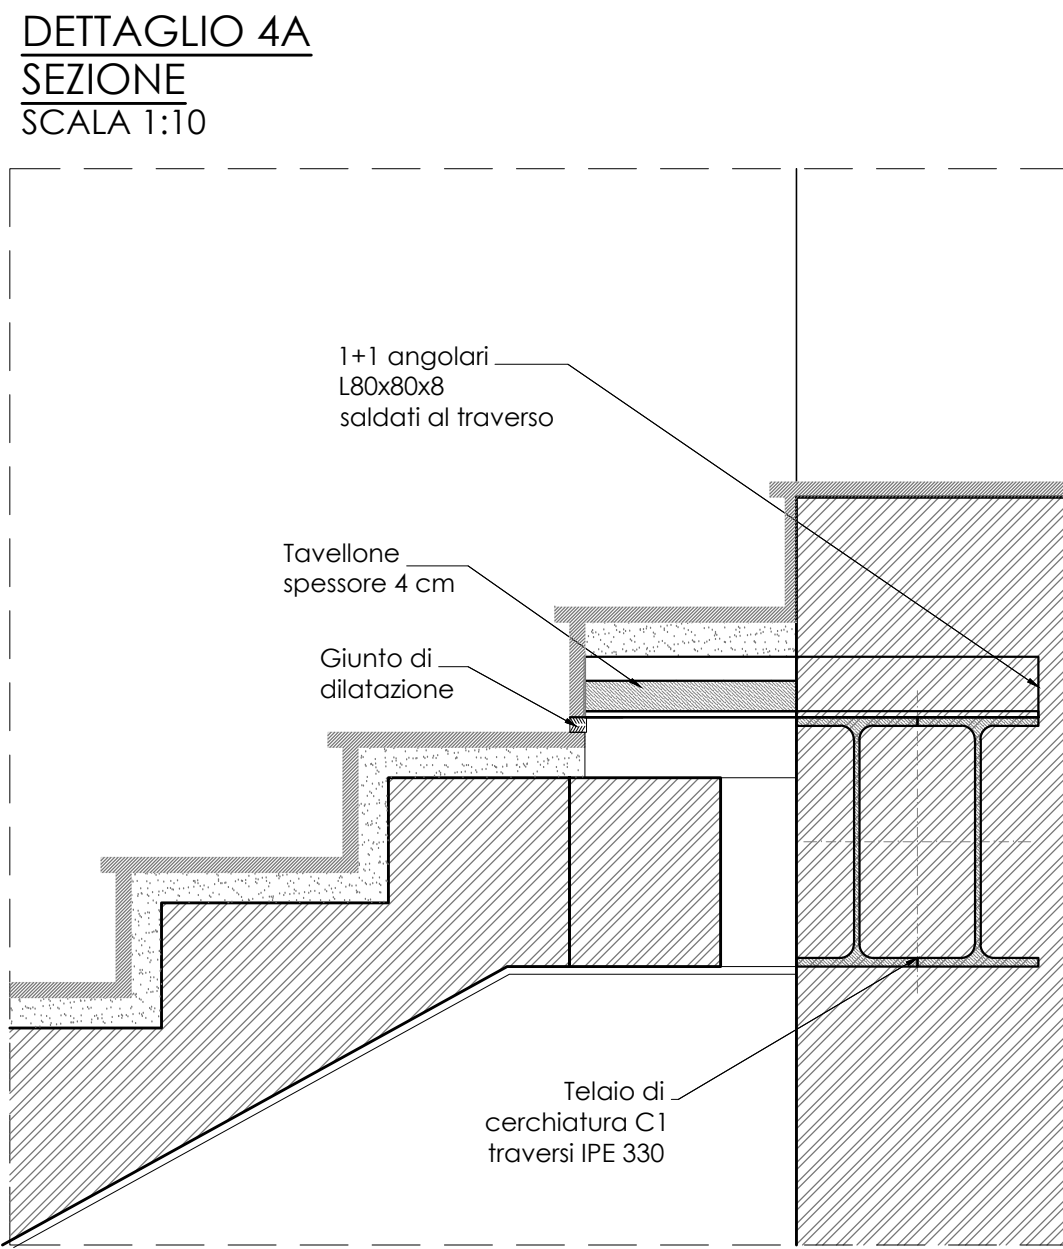 DETTAGLIO 4A
SEZIONE
SCALA 1:10
1+1 angolari
L80x80x8
saldati al traverso
Tavellone
spessore 4 cm
Giunto di
dilatazione
Telaio di
cerchiatura C1
traversi IPE 330